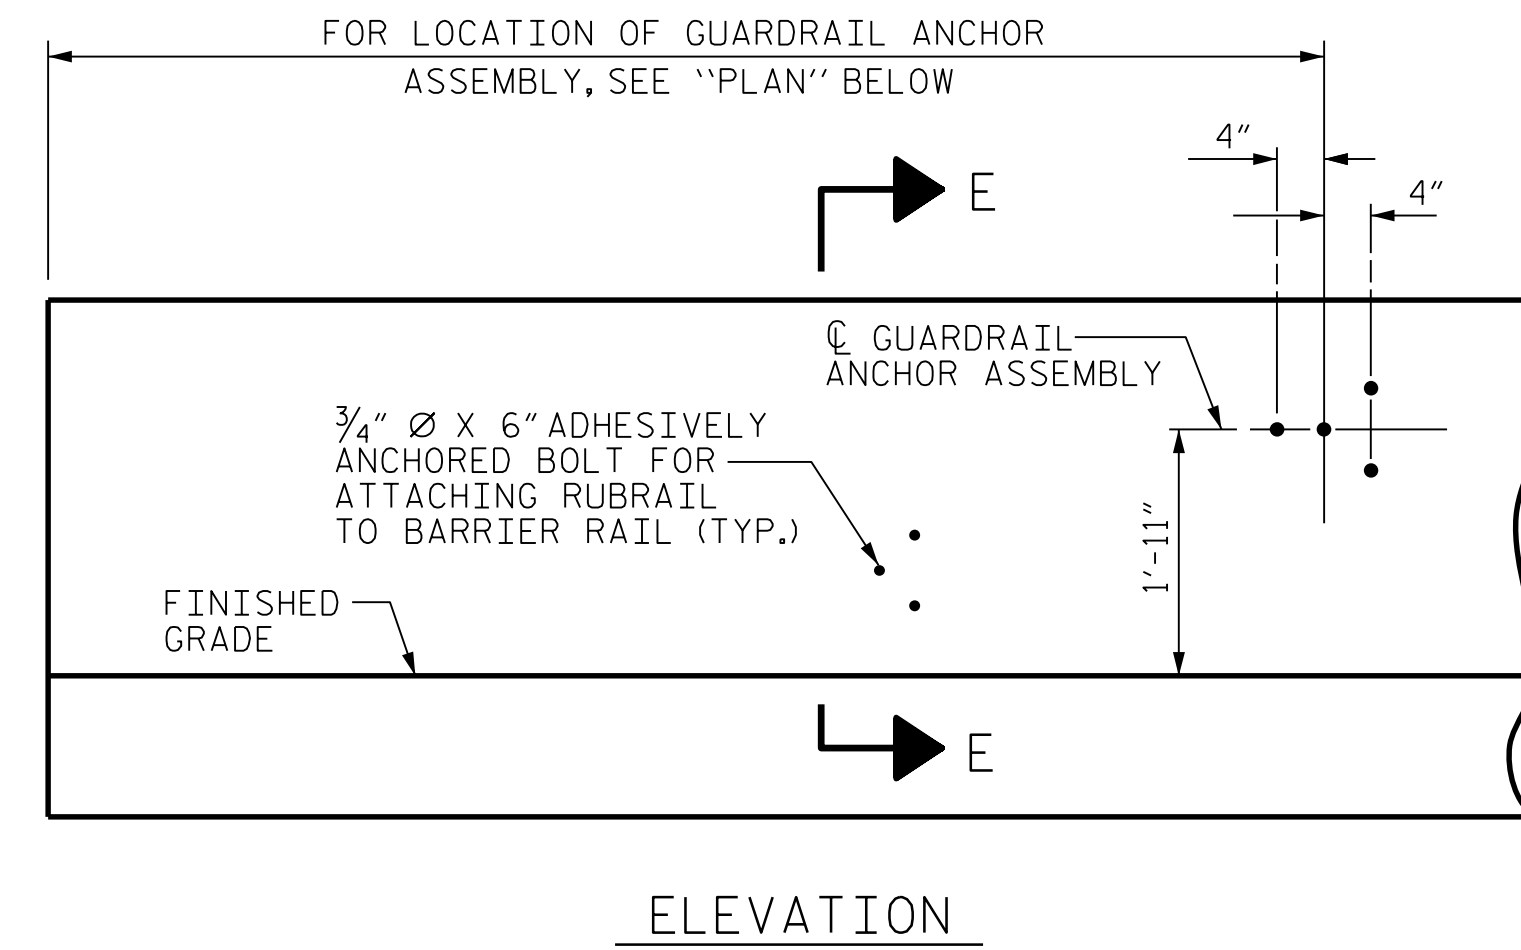 FOR LOCATION OF GUARDRAIL ANCHOR
ASSEMBLY, SEE "PLAN" BELOW
4"
4"
E
℄ GUARDRAIL
ANCHOR ASSEMBLY
3/4" Ø X 6" ADHESIVELY
ANCHORED BOLT FOR
ATTACHING RUBRAIL
TO BARRIER RAIL (TYP.)
1'-11"
FINISHED
GRADE
E
ELEVATION